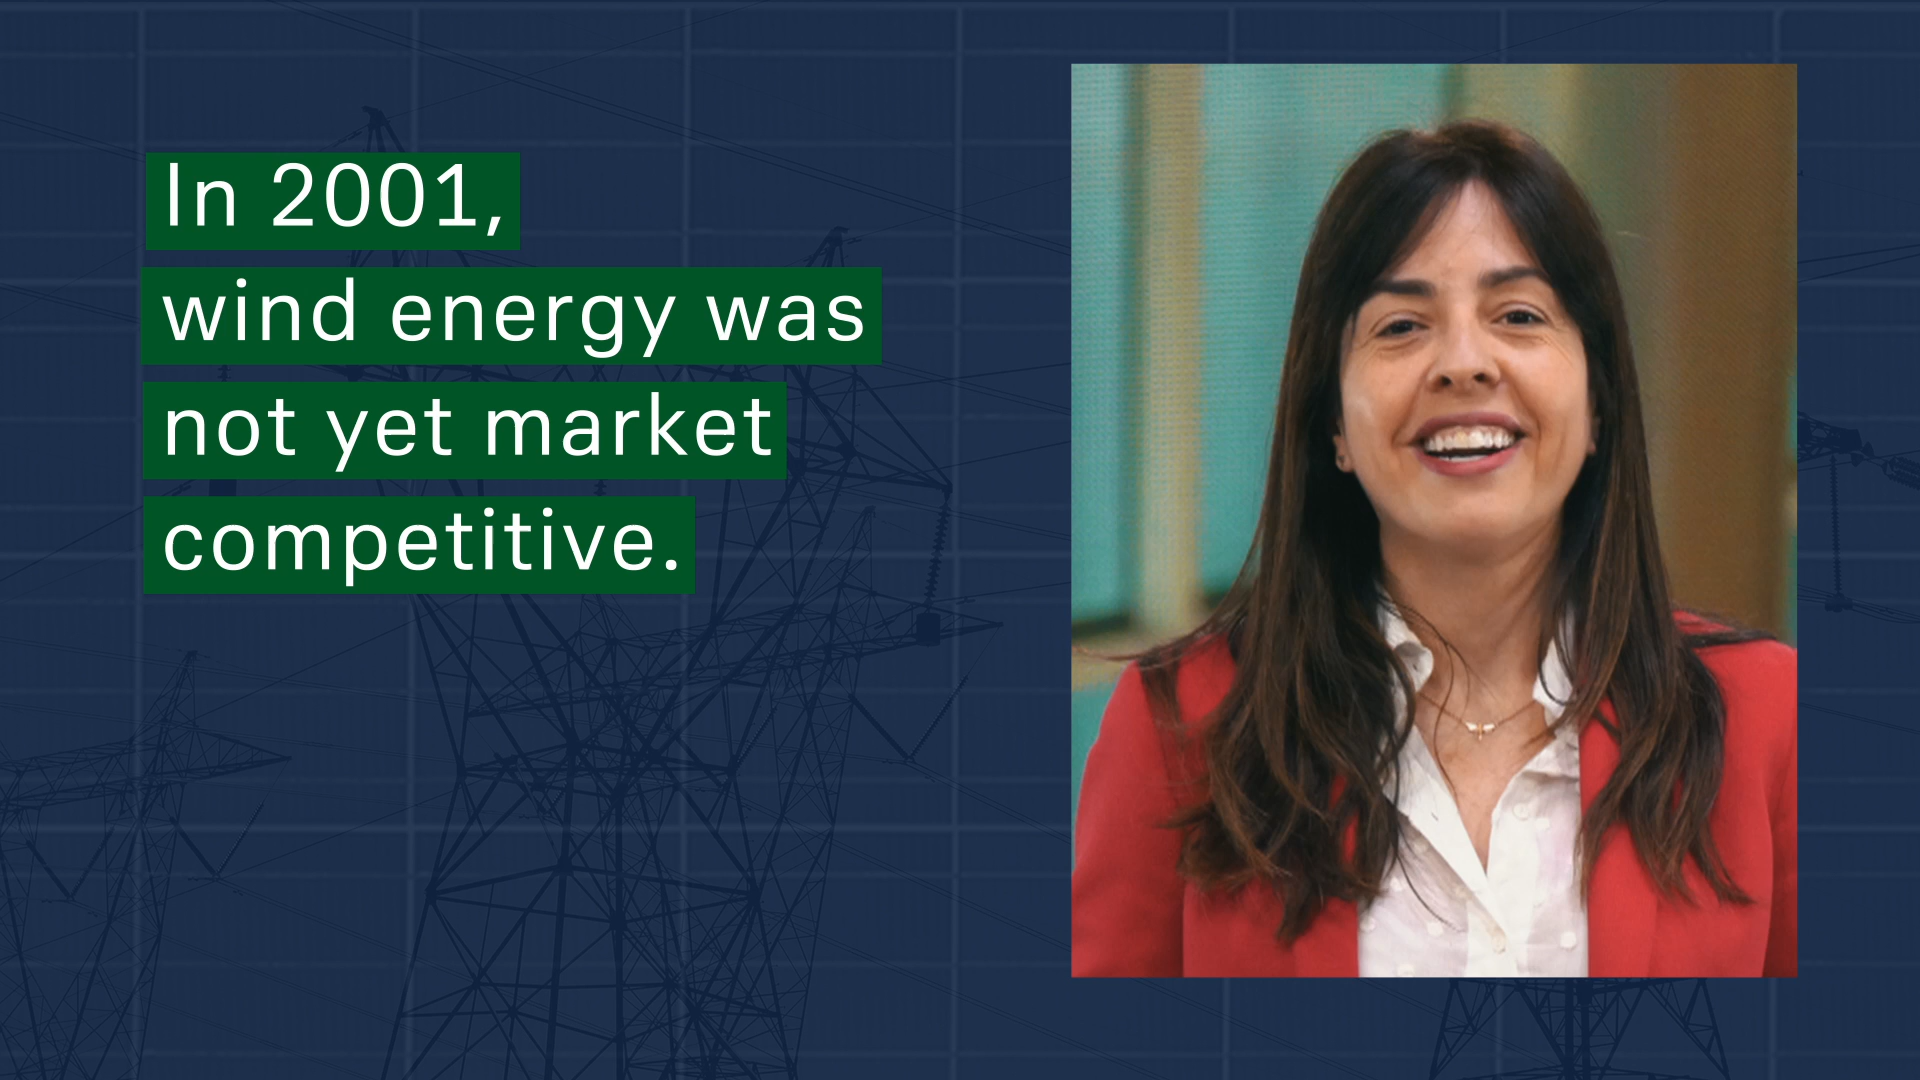 In 2001,
wind energy was
not yet market
competitive.